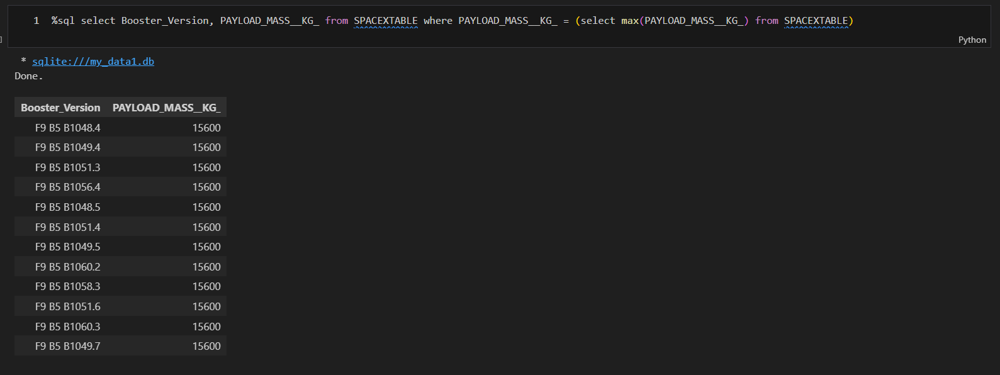 1 %sql select Booster_Version, PAYLOAD_MASS__KG_ from SPACEXTABLE where PAYLOAD_MASS__KG_ = (select max(PAYLOAD_MASS__KG_) from SPACEXTABLE)
]
Python
* sqlite:///my_data1.db
Done.
Booster_Version PAYLOAD_MASS__KG_
F9 B5 B1048.4 15600
F9 B5 B1049.4 15600
F9 B5 B1051.3 15600
F9 B5 B1056.4 15600
F9 B5 B1048.5 15600
F9 B5 B1051.4 15600
F9 B5 B1049.5 15600
F9 B5 B1060.2 15600
F9 B5 B1058.3 15600
F9 B5 B1051.6 15600
F9 B5 B1060.3 15600
F9 B5 B1049.7 15600